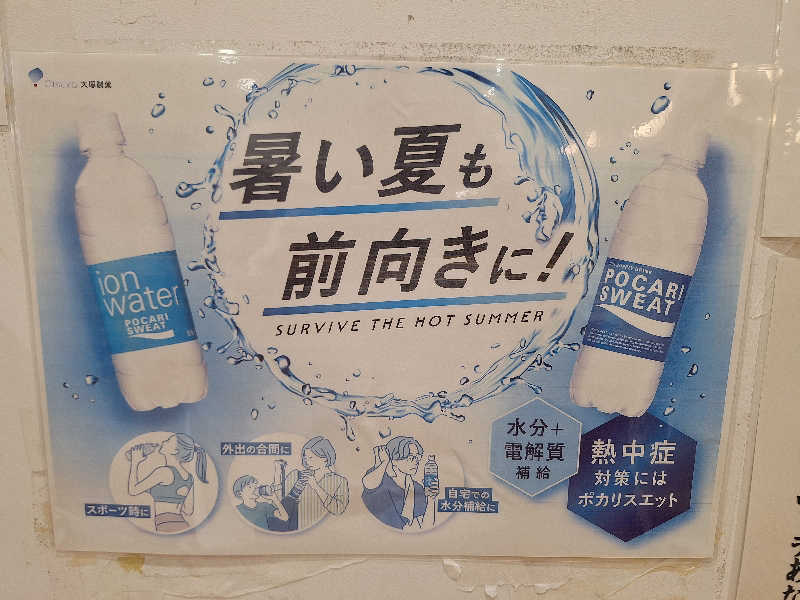 Otsuka 大塚製薬
暑い夏も
前向きに!
SURVIVE THE HOT SUMMER
ion
water
POCARI
SWEAT
POCARI
SWEAT
水分+
電解質
補給
熱中症
対策には
ポカリスエット
スポーツ時に
外出の合間に
自宅での
水分補給に